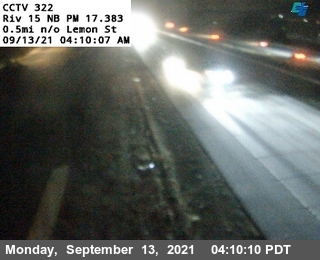 CCTV 322
Riv 15 NB PM 17.383
0.5mi n/o Lemon St
09/13/21 04:10:07 AM
Monday, September 13, 2021 04:10:10 PDT